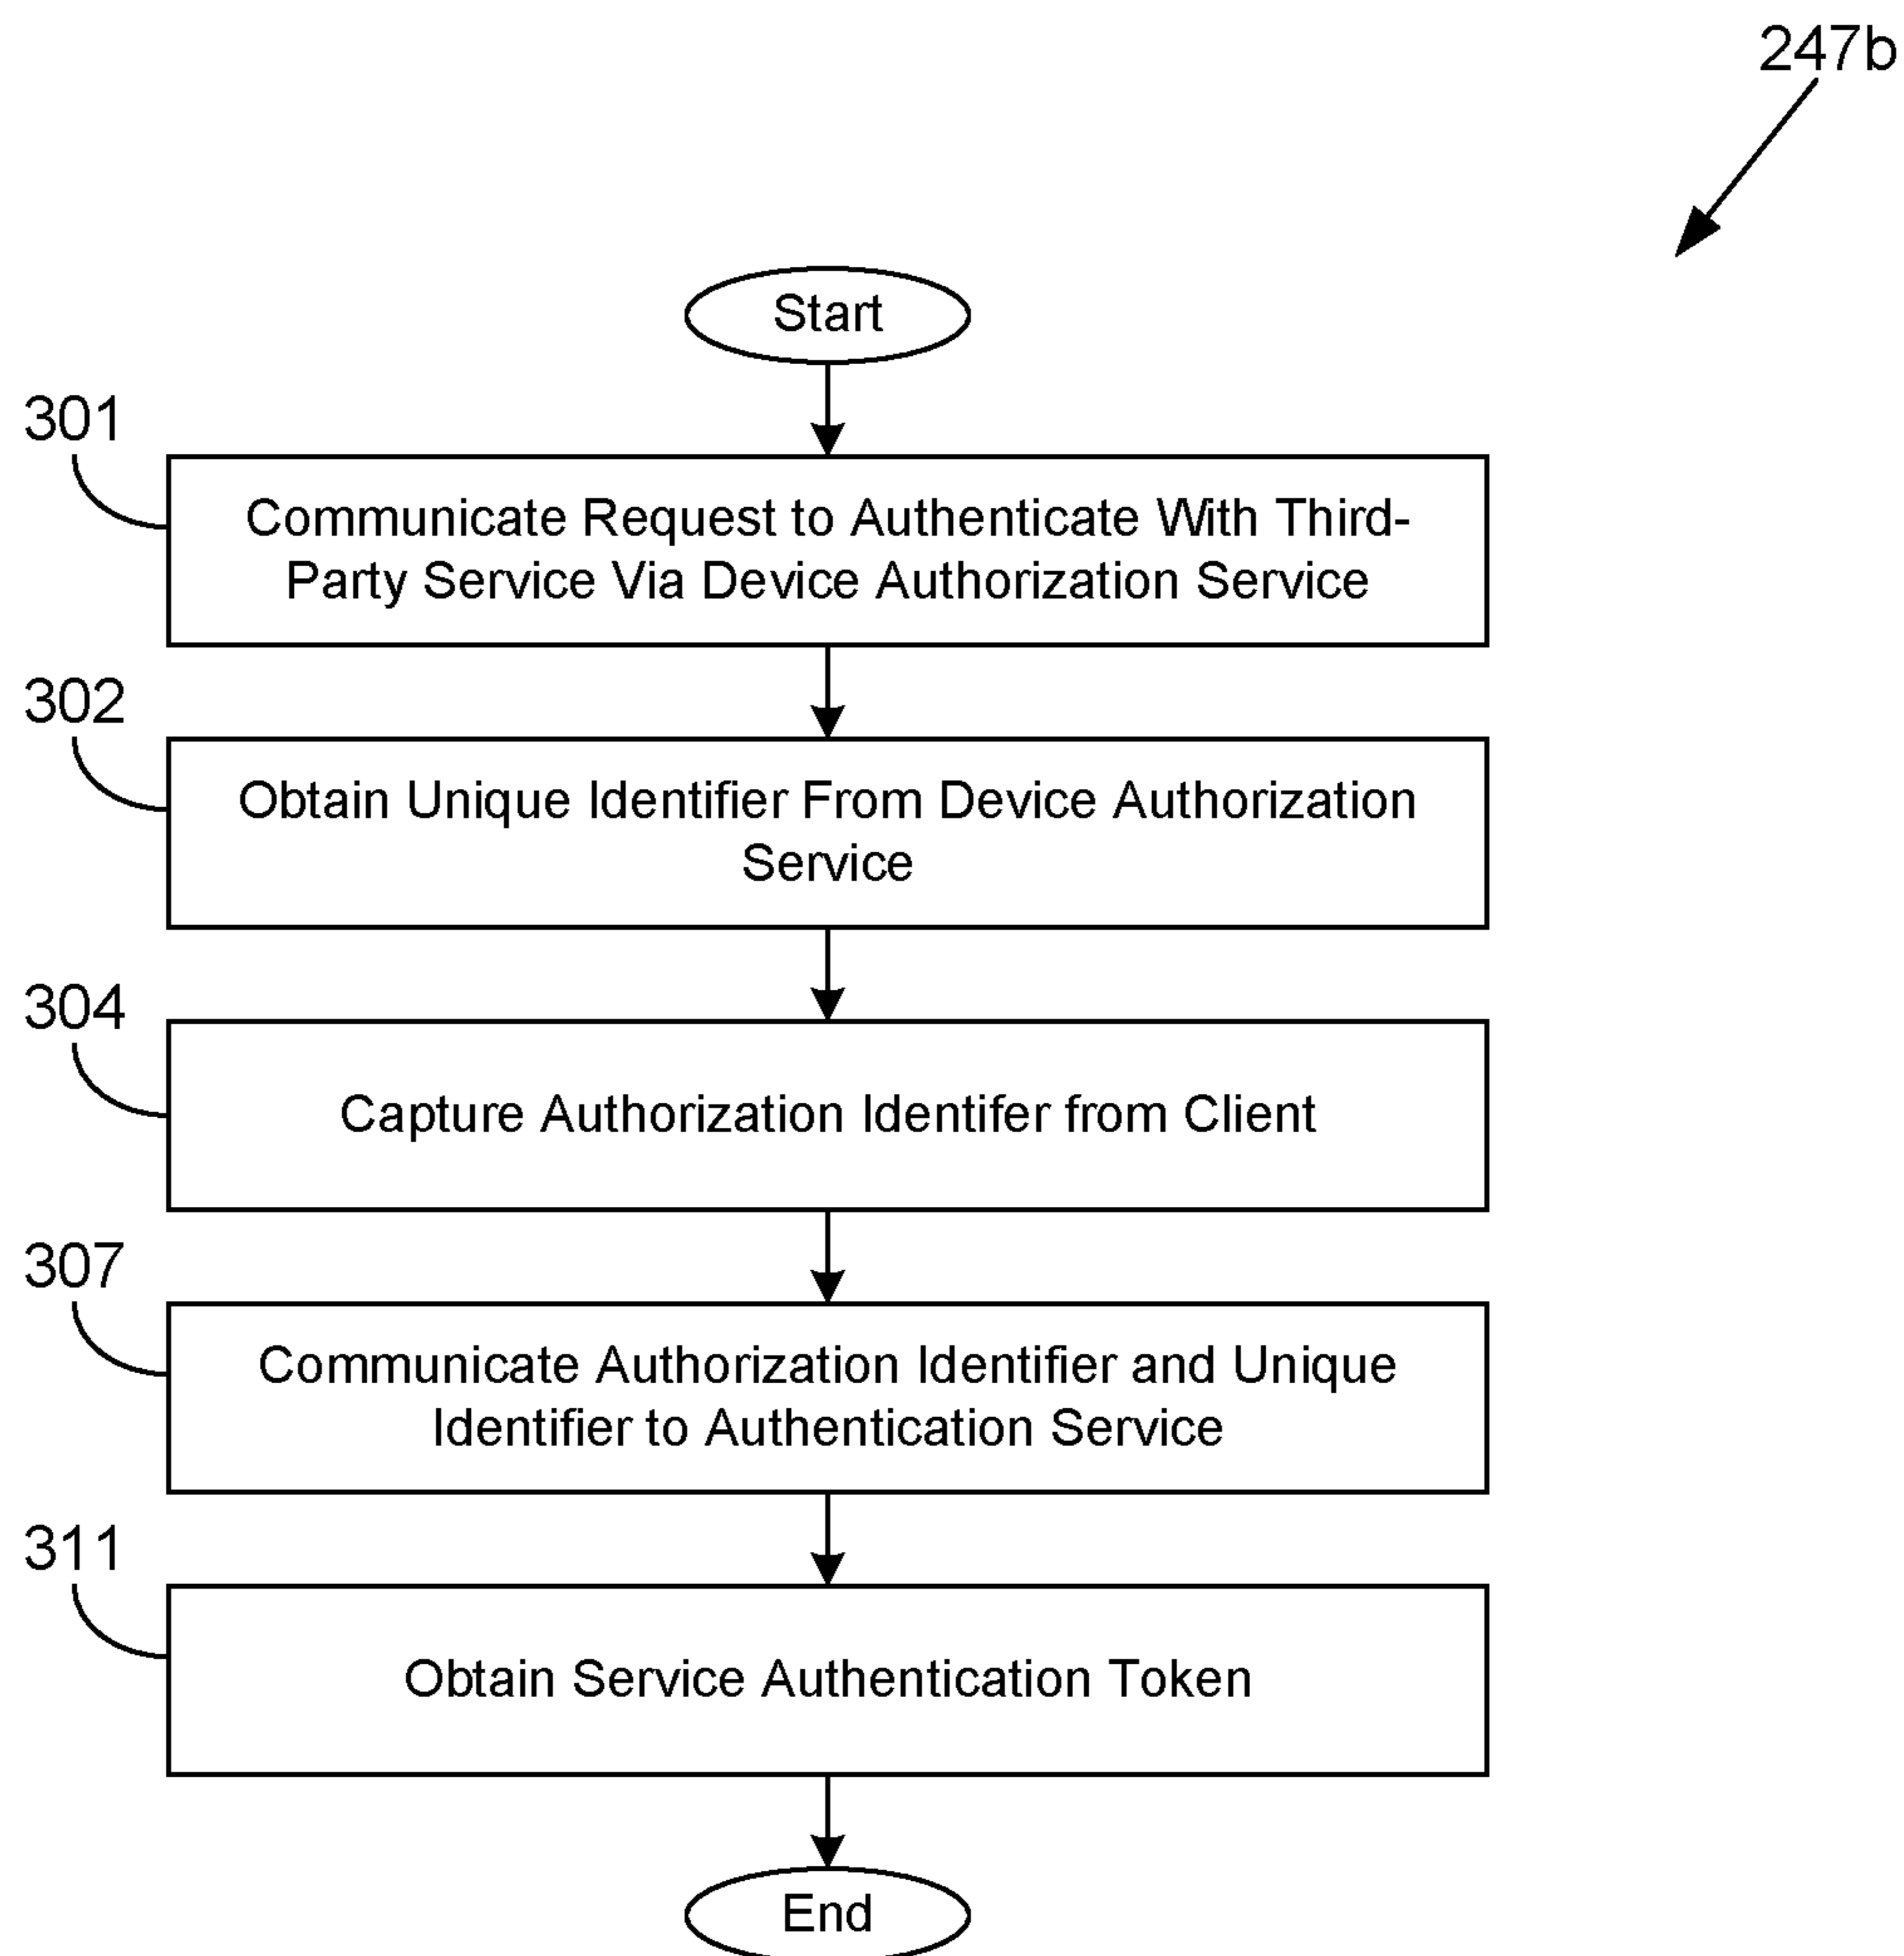 247b
Start
301
Communicate Request to Authenticate With Third-
Party Service Via Device Authorization Service
302
Obtain Unique Identifier From Device Authorization
Service
304
Capture Authorization Identifer from Client
307
Communicate Authorization Identifier and Unique
Identifier to Authentication Service
311
Obtain Service Authentication Token
End